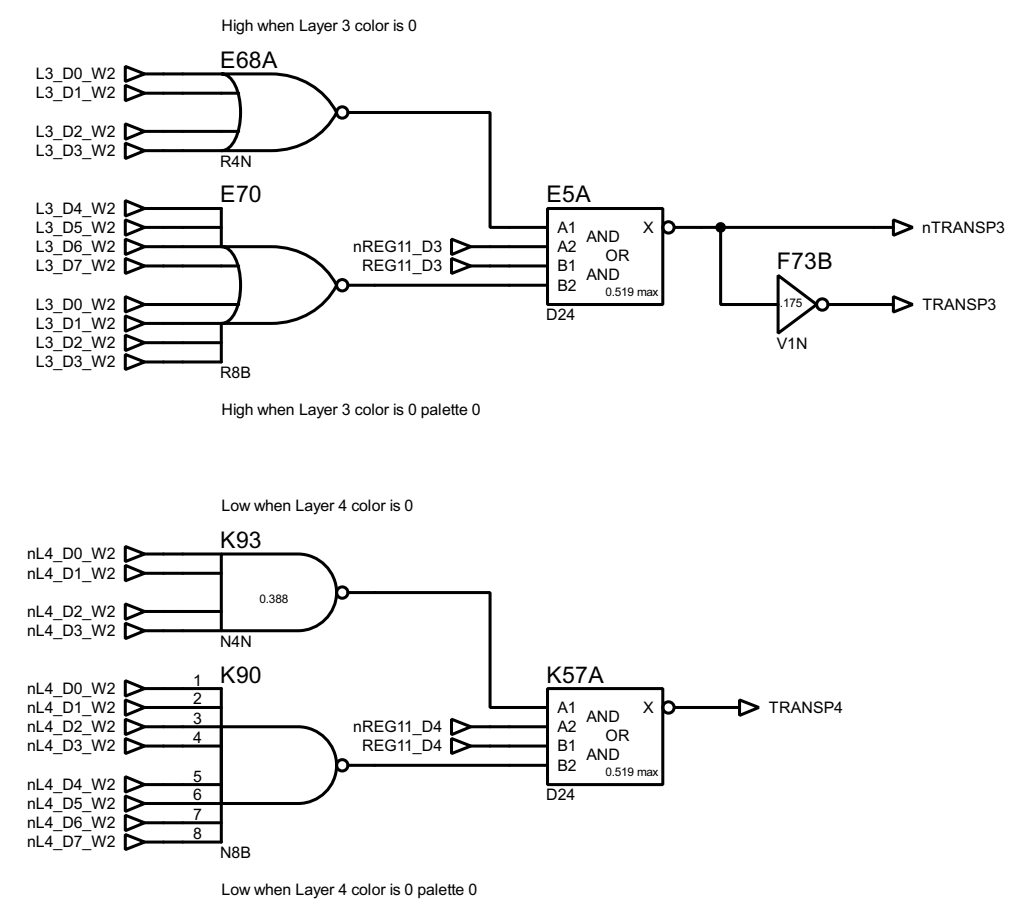 High when Layer 3 color is 0
E68A
L3_D0_W2
L3_D1_W2
L3_D2_W2
L3_D3_W2
R4N
E70
L3_D4_W2
L3_D5_W2
L3_D6_W2
L3_D7_W2
L3_D0_W2
L3_D1_W2
L3_D2_W2
L3_D3_W2
R8B
High when Layer 3 color is 0 palette 0
nREG11_D3
REG11_D3
E5A
A1
A2
B1
B2
AND
OR
AND
X
0.519 max
D24
nTRANSP3
F73B
.175
V1N
TRANSP3
Low when Layer 4 color is 0
K93
nL4_D0_W2
nL4_D1_W2
nL4_D2_W2
nL4_D3_W2
0.388
N4N
K90
nL4_D0_W2 1
nL4_D1_W2 2
nL4_D2_W2 3
nL4_D3_W2 4
nL4_D4_W2 5
nL4_D5_W2 6
nL4_D6_W2 7
nL4_D7_W2 8
N8B
Low when Layer 4 color is 0 palette 0
nREG11_D4
REG11_D4
K57A
A1
A2
B1
B2
AND
OR
AND
X
0.519 max
D24
TRANSP4